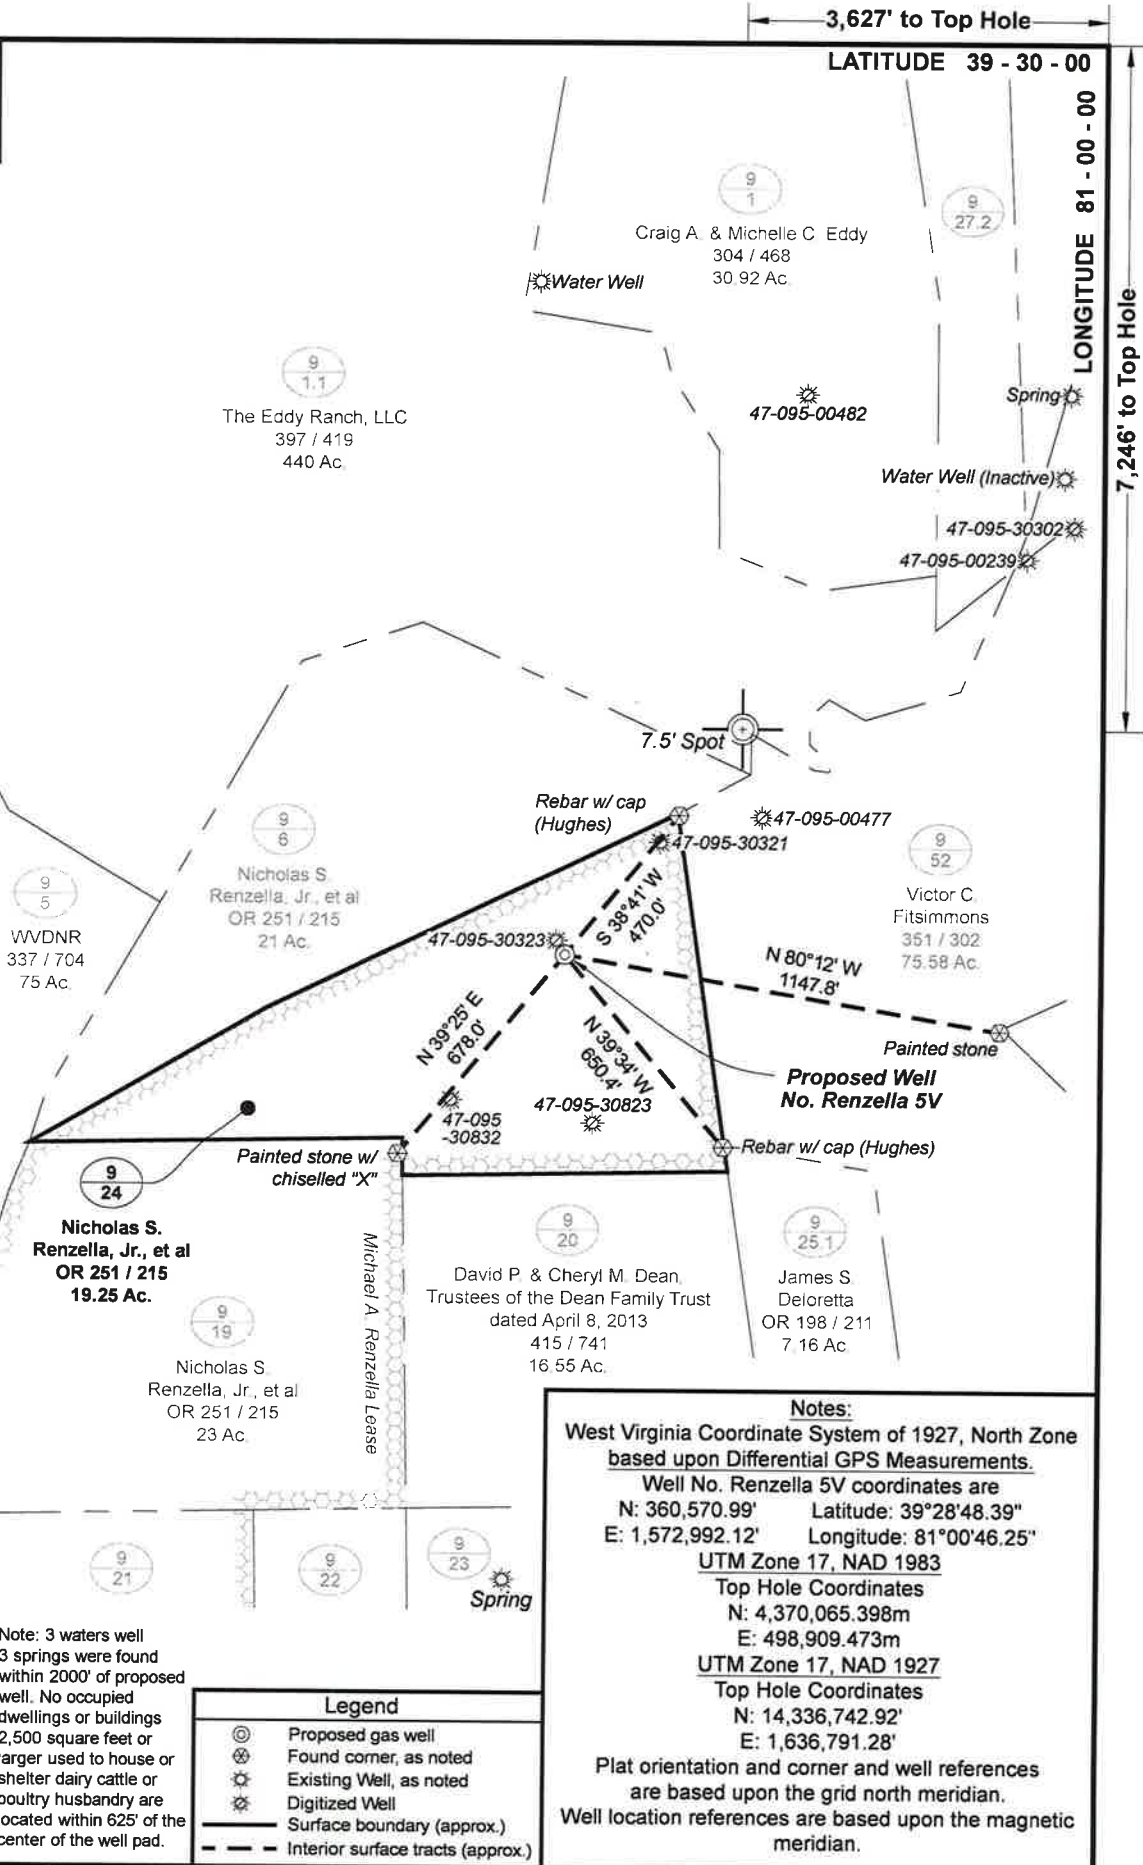 3,627' to Top Hole
LATITUDE 39 - 30 - 00
LONGITUDE 81 - 00 - 00
7,246' to Top Hole
9
1
Craig A. & Michelle C. Eddy
304 / 468
30.92 Ac.
9
27.2
Water Well
9
1.1
The Eddy Ranch, LLC
397 / 419
440 Ac.
47-095-00482
Spring
Water Well (Inactive)
47-095-30302
47-095-00239
7.5' Spot
Rebar w/ cap
(Hughes)
47-095-00477
47-095-30321
9
6
Nicholas S.
Renzella, Jr., et al
OR 251 / 215
21 Ac.
9
5
WVDNR
337 / 704
75 Ac.
9
52
Victor C.
Fitsimmons
351 / 302
75.58 Ac.
47-095-30323
S 38°41' W
470.0'
N 80°12' W
1147.8'
N 39°25' E
678.0'
N 39°34' W
650.4'
Painted stone
Proposed Well
No. Renzella 5V
47-095
-30832
47-095-30823
Rebar w/ cap (Hughes)
Painted stone w/
chiselled "X"
9
24
Nicholas S.
Renzella, Jr., et al
OR 251 / 215
19.25 Ac.
Michael A. Renzella Lease
9
20
David P. & Cheryl M. Dean,
Trustees of the Dean Family Trust
dated April 8, 2013
415 / 741
16.55 Ac.
9
25.1
James S.
Deloretta
OR 198 / 211
7.16 Ac.
9
19
Nicholas S.
Renzella, Jr., et al
OR 251 / 215
23 Ac.
9
21
9
22
9
23
Spring
Notes:
West Virginia Coordinate System of 1927, North Zone
based upon Differential GPS Measurements.
Well No. Renzella 5V coordinates are
N: 360,570.99' Latitude: 39°28'48.39"
E: 1,572,992.12' Longitude: 81°00'46.25"
UTM Zone 17, NAD 1983
Top Hole Coordinates
N: 4,370,065.398m
E: 498,909.473m
UTM Zone 17, NAD 1927
Top Hole Coordinates
N: 14,336,742.92'
E: 1,636,791.28'
Plat orientation and corner and well references
are based upon the grid north meridian.
Well location references are based upon the magnetic
meridian.
Note: 3 waters well
3 springs were found
within 2000' of proposed
well. No occupied
dwellings or buildings
2,500 square feet or
arger used to house or
shelter dairy cattle or
poultry husbandry are
ocated within 625' of the
center of the well pad.
Legend
Proposed gas well
Found corner, as noted
Existing Well, as noted
Digitized Well
Surface boundary (approx.)
Interior surface tracts (approx.)